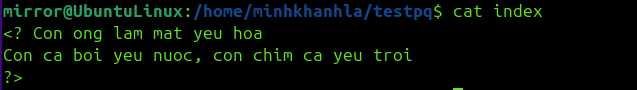 mirror@UbuntuLinux:/home/minhkhanhla/testpq$ cat index
<? Con ong lam mat yeu hoa
Con ca boi yeu nuoc, con chim ca yeu troi
?>